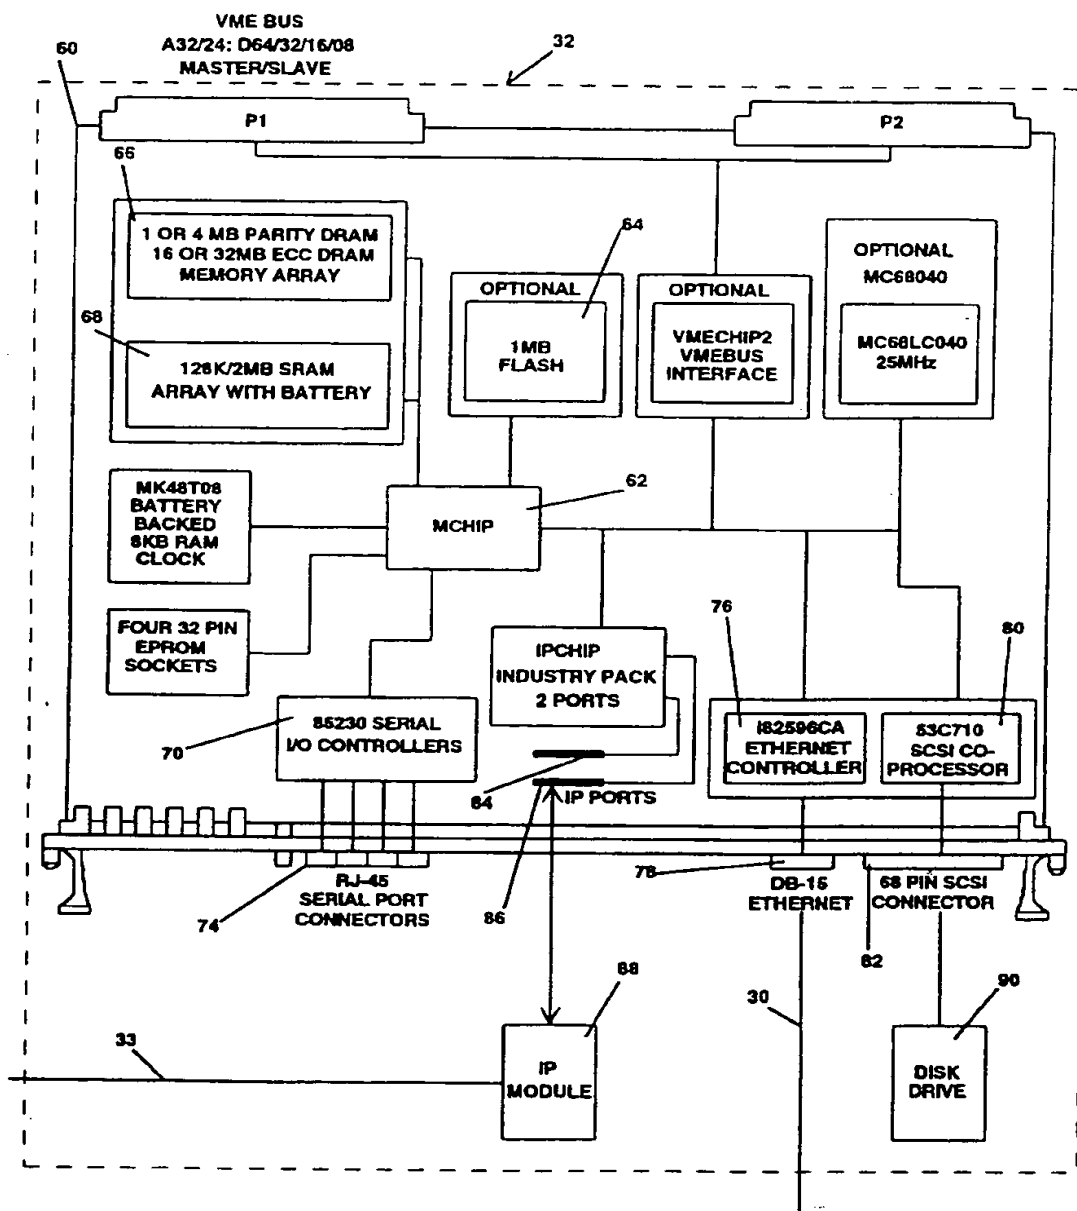 VME BUS
A32/24: D64/32/16/08
MASTER/SLAVE
60
32
P1
P2
66
1 OR 4 MB PARITY DRAM
16 OR 32MB ECC DRAM
MEMORY ARRAY
68
128K/2MB SRAM
ARRAY WITH BATTERY
64
OPTIONAL
1MB
FLASH
OPTIONAL
VMECHIP2
VMEBUS
INTERFACE
OPTIONAL
MC68040
MC68LC040
25MHz
MK48T08
BATTERY
BACKED
8KB RAM
CLOCK
MCHIP
62
FOUR 32 PIN
EPROM
SOCKETS
IPCHIP
INDUSTRY PACK
2 PORTS
76
80
70
85230 SERIAL
I/O CONTROLLERS
I82596CA
ETHERNET
CONTROLLER
53C710
SCSI CO-
PROCESSOR
84
IP PORTS
74
RJ-45
SERIAL PORT
CONNECTORS
86
78
DB-15
ETHERNET
68 PIN SCSI
CONNECTOR
82
88
30
90
33
IP
MODULE
DISK
DRIVE